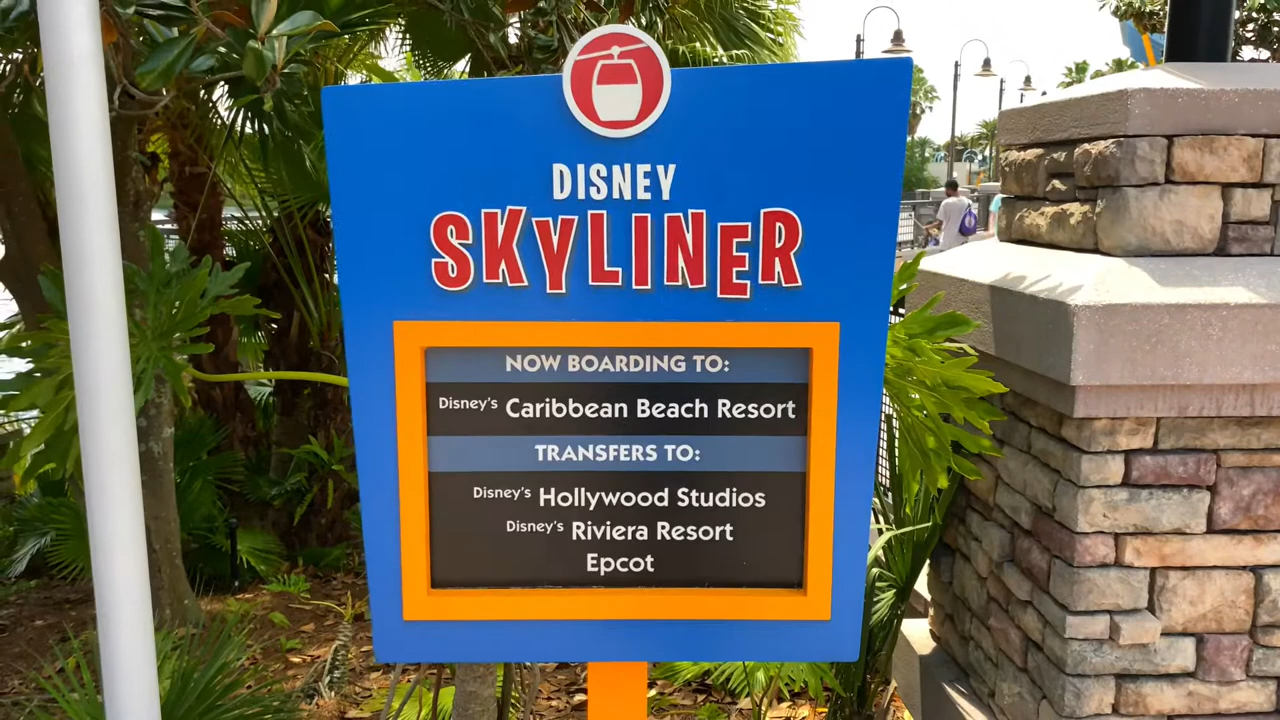 DISNEY
SKYLINER
NOW BOARDING TO:
Disney's Caribbean Beach Resort
TRANSFERS TO:
Disney's Hollywood Studios
Disney's Riviera Resort
Epcot